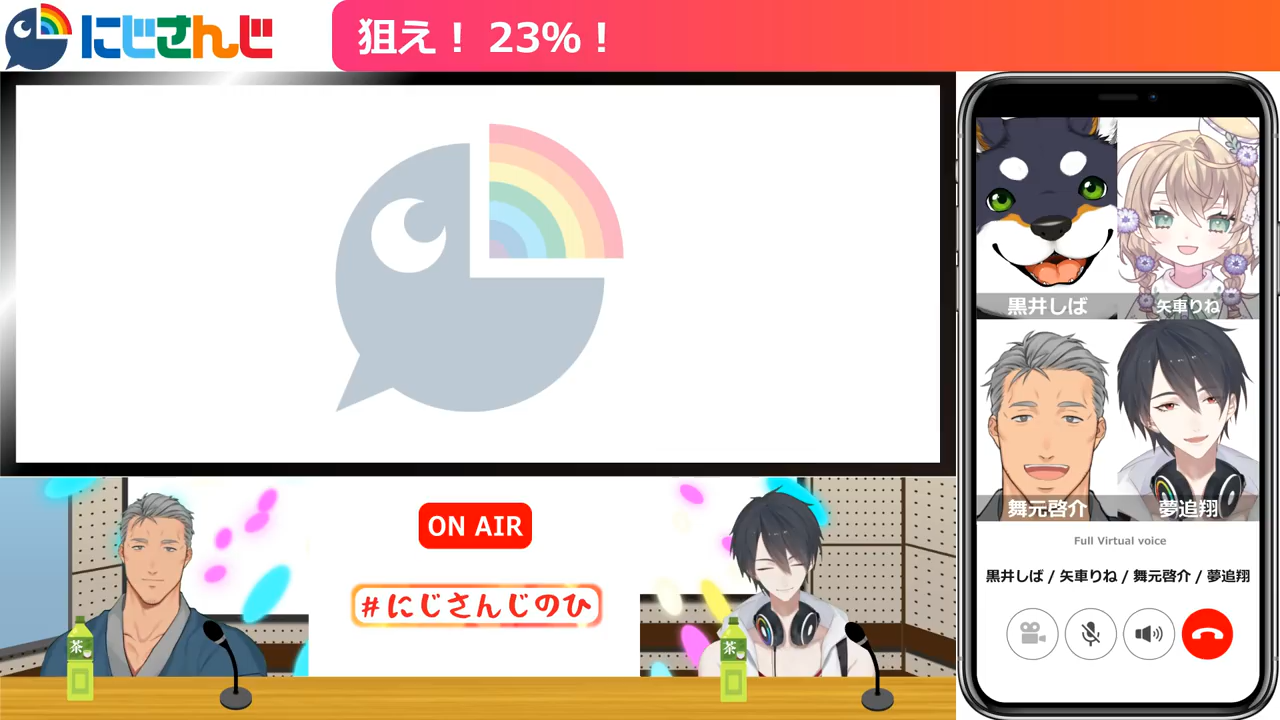 にじさんじ
狙え！ 23%！
黒井しば
矢車りね
舞元啓介
夢追翔
Full Virtual voice
黒井しば / 矢車りね / 舞元啓介 / 夢追翔
ON AIR
#にじさんじのひ
茶
茶